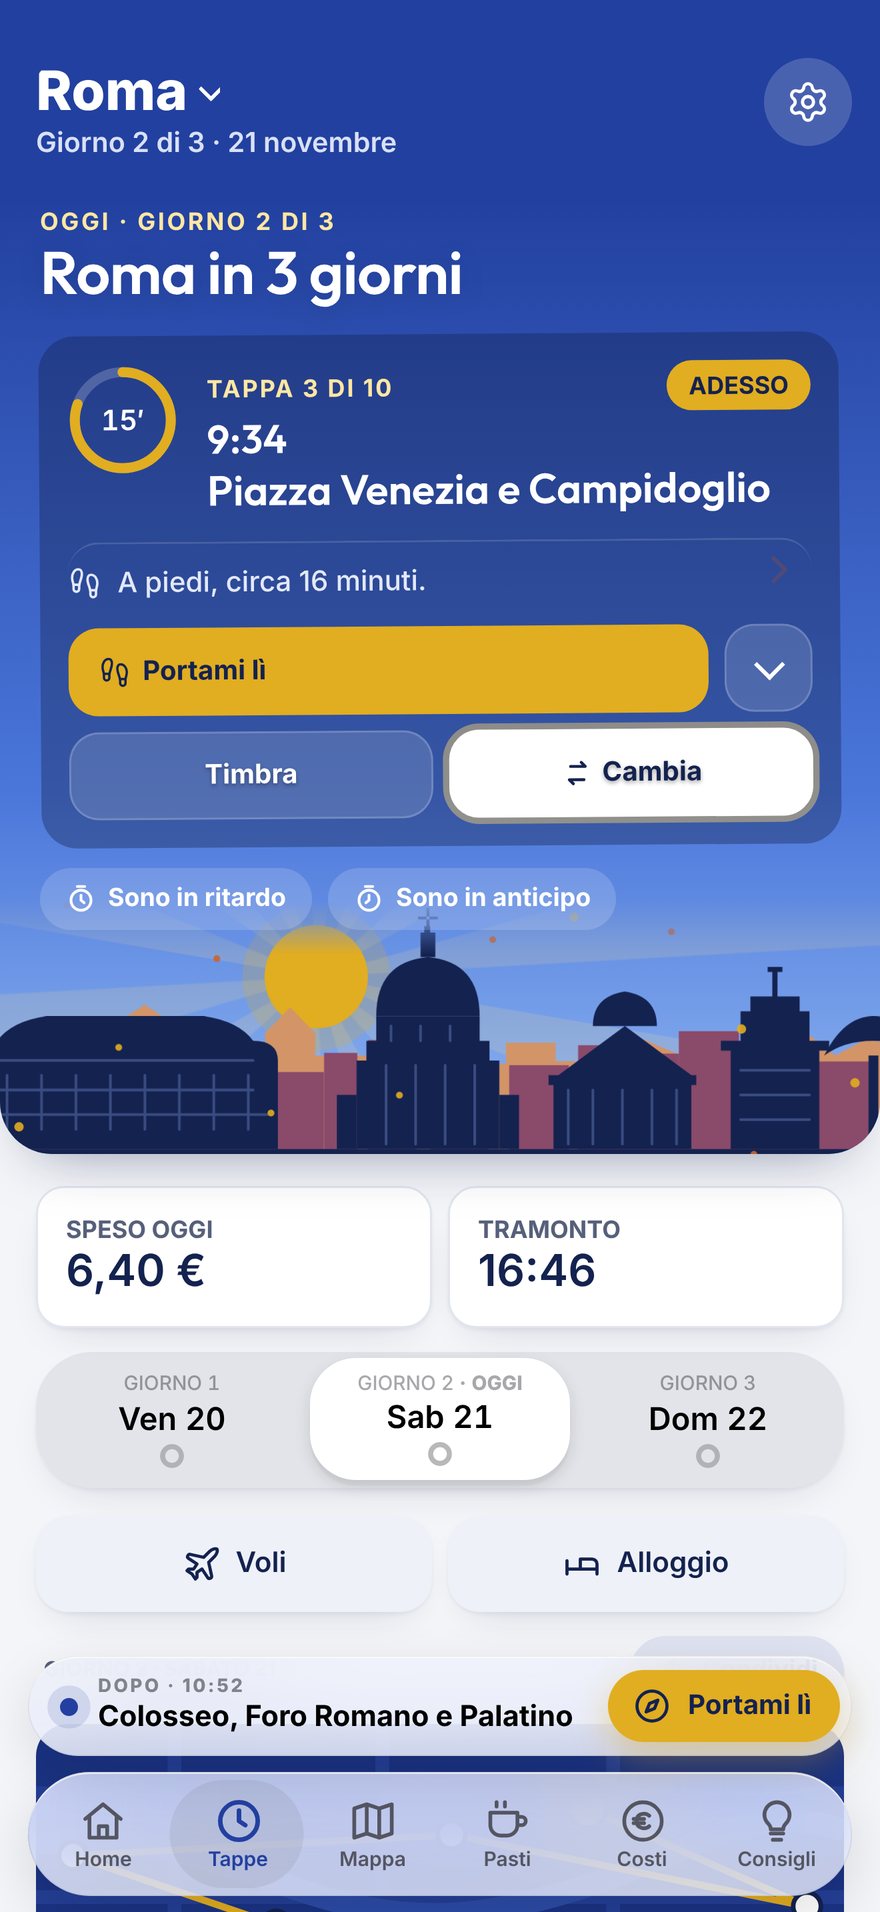 Roma
Giorno 2 di 3 · 21 novembre
OGGI · GIORNO 2 DI 3
Roma in 3 giorni
15′
TAPPA 3 DI 10
ADESSO
9:34
Piazza Venezia e Campidoglio
A piedi, circa 16 minuti.
Portami lì
Timbra
Cambia
Sono in ritardo
Sono in anticipo
SPESO OGGI
6,40 €
TRAMONTO
16:46
GIORNO 1
Ven 20
GIORNO 2 · OGGI
Sab 21
GIORNO 3
Dom 22
Voli
Alloggio
DOPO · 10:52
Colosseo, Foro Romano e Palatino
Portami lì
Home
Tappe
Mappa
Pasti
Costi
Consigli